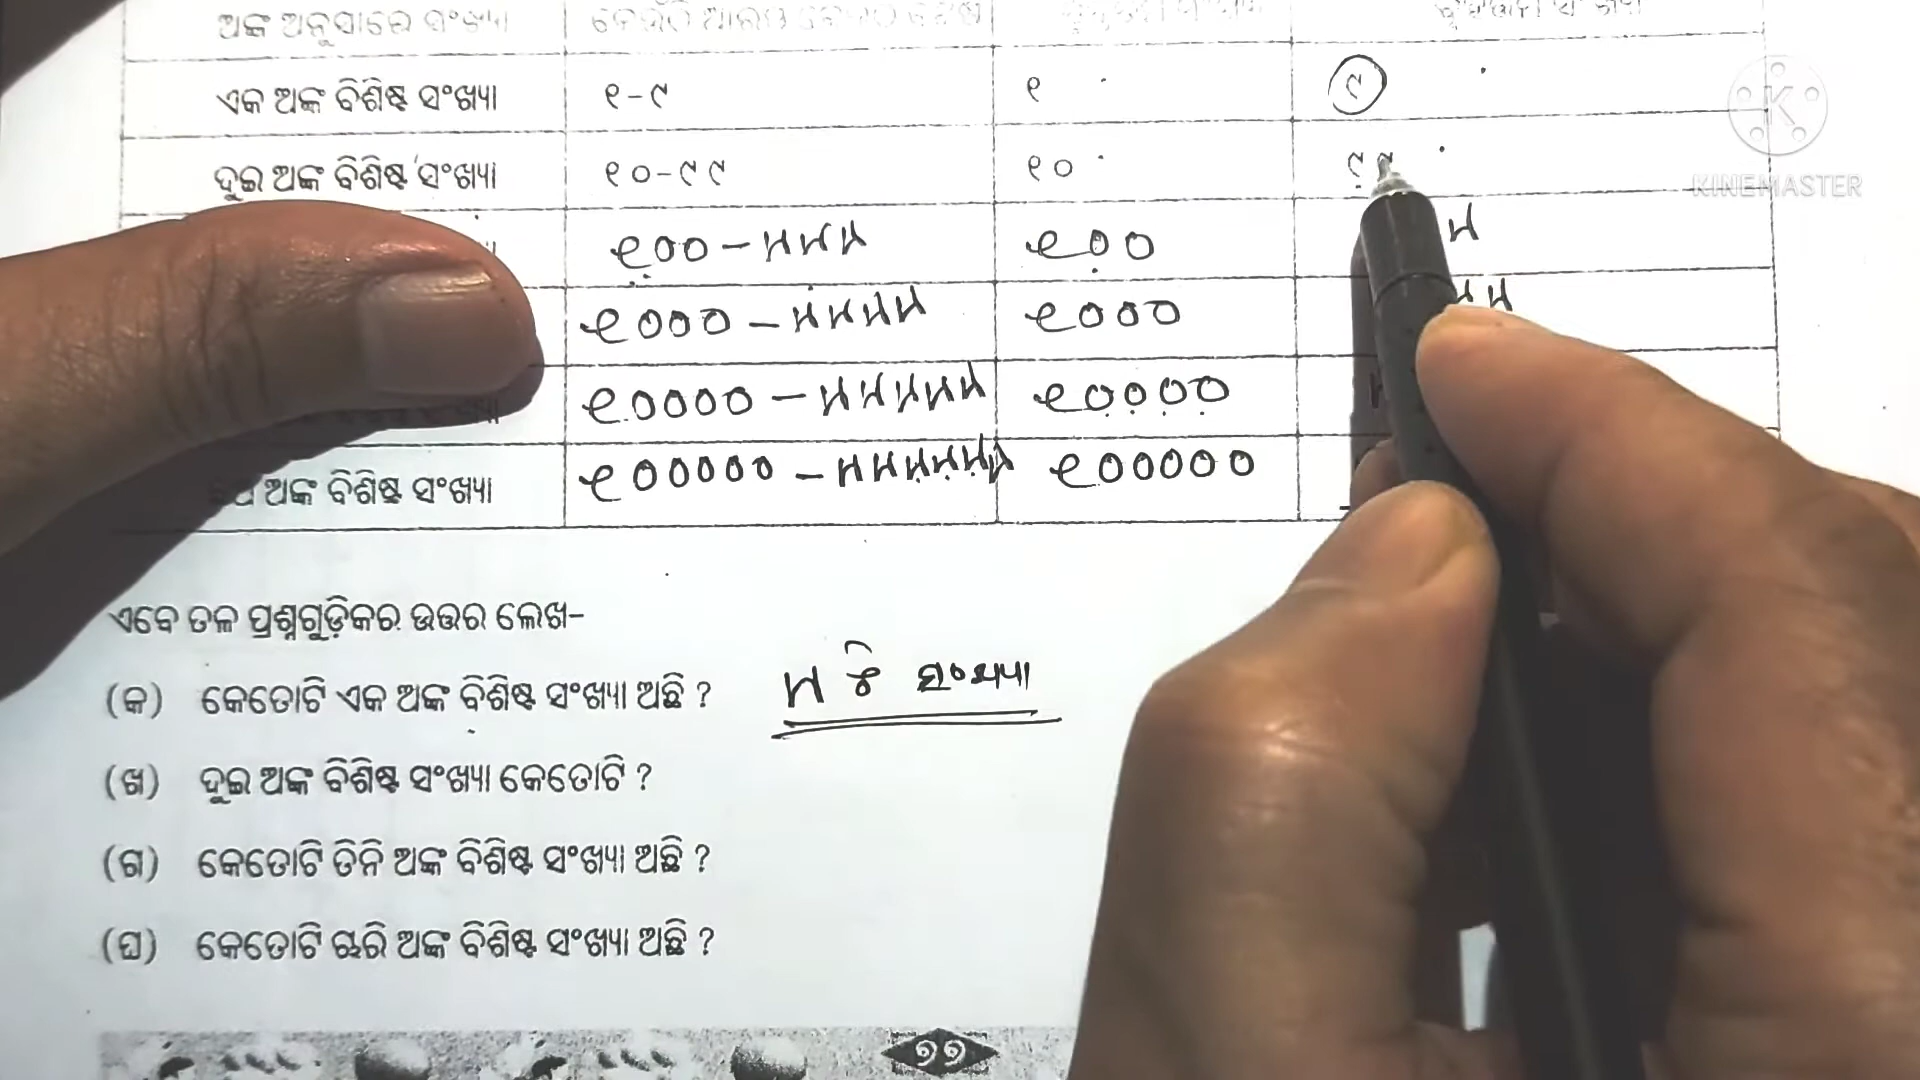 ଅଙ୍କ ଅନୁସାରେ ସଂଖ୍ୟା
ଏକ ଅଙ୍କ ବିଶିଷ୍ଟ ସଂଖ୍ୟା ୧-୯ ୧ ୯
ଦୁଇ ଅଙ୍କ ବିଶିଷ୍ଟ ସଂଖ୍ୟା ୧୦-୯୯ ୧୦ ୯୯
୧୦୦ – ୯୯୯ ୧୦୦
୧୦୦୦ – ୯୯୯୯ ୧୦୦୦
୧୦୦୦୦ – ୯୯୯୯୯ ୧୦୦୦୦
ଅଙ୍କ ବିଶିଷ୍ଟ ସଂଖ୍ୟା ୧୦୦୦୦୦ – ୯୯୯୯୯୯ ୧୦୦୦୦୦
KINEMASTER
ଏବେ ତଳ ପ୍ରଶ୍ନଗୁଡ଼ିକର ଉତ୍ତର ଲେଖ-
(କ) କେତୋଟି ଏକ ଅଙ୍କ ବିଶିଷ୍ଟ ସଂଖ୍ୟା ଅଛି ? ୯ ଟି ସଂଖ୍ୟା
(ଖ) ଦୁଇ ଅଙ୍କ ବିଶିଷ୍ଟ ସଂଖ୍ୟା କେତୋଟି ?
(ଗ) କେତୋଟି ତିନି ଅଙ୍କ ବିଶିଷ୍ଟ ସଂଖ୍ୟା ଅଛି ?
(ଘ) କେତୋଟି ଚାରି ଅଙ୍କ ବିଶିଷ୍ଟ ସଂଖ୍ୟା ଅଛି ?
୨୨